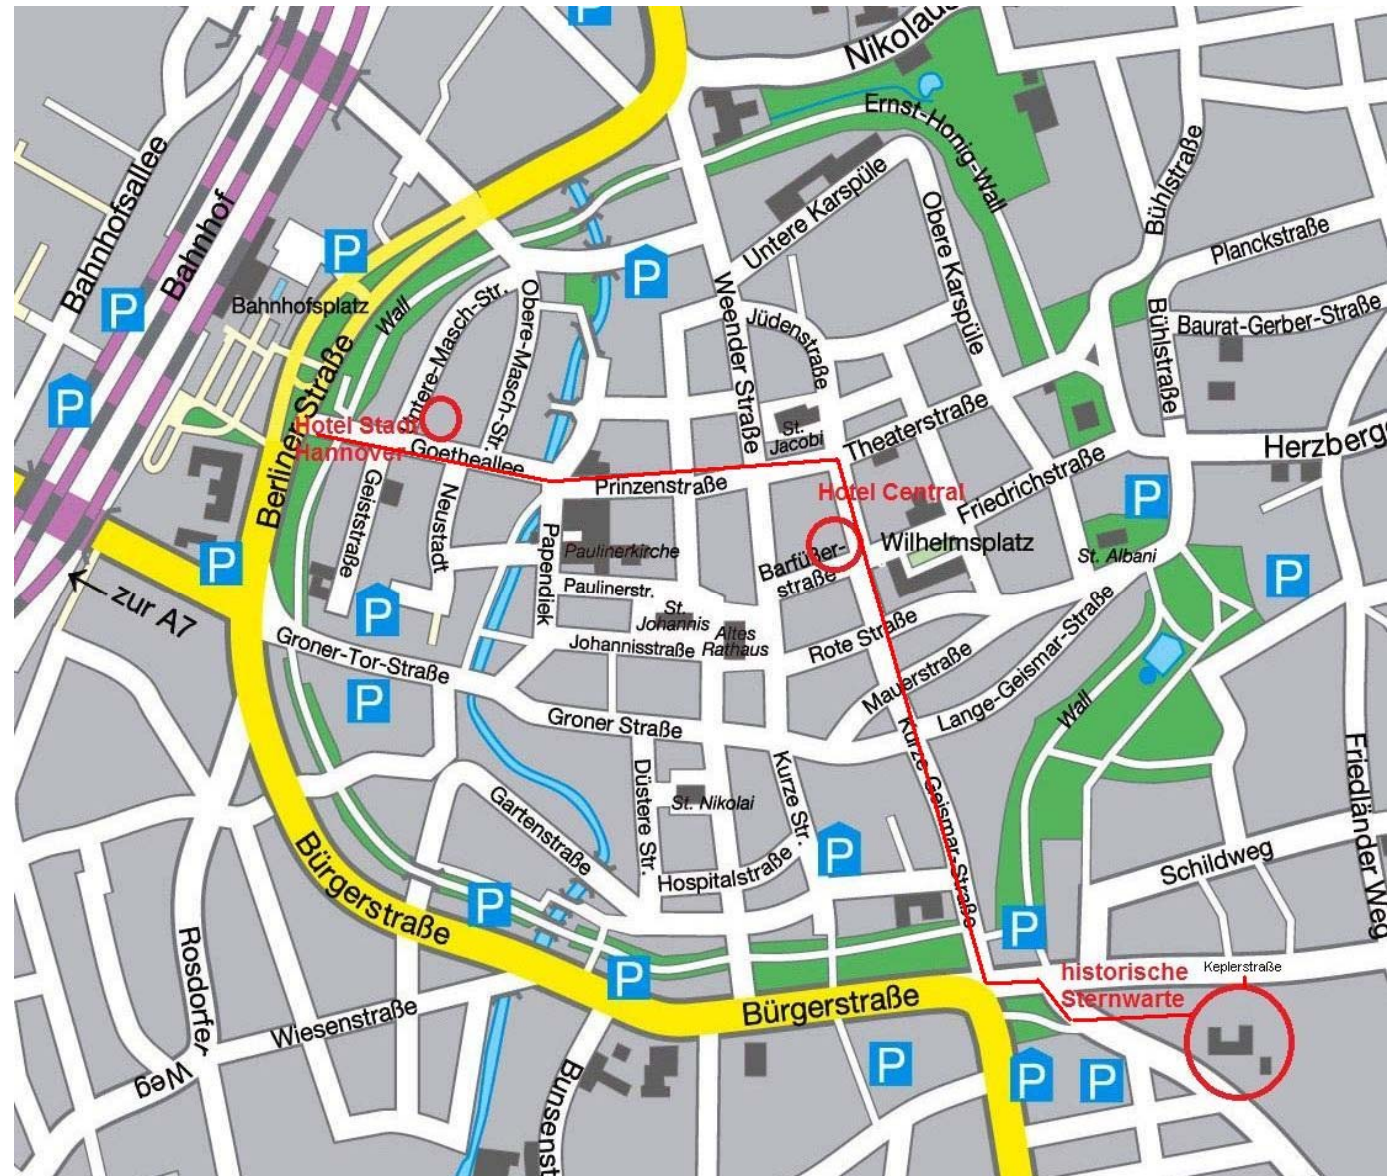 P
Nikolaus
Ernst-Honig-Wall
Bahnhofsallee
Bahnhof
P
Untere Karspüle
Obere Karspüle
Bühlstraße
Planckstraße
P
P
Bahnhofsplatz
Wall
Untere-Masch-Str.
Obere-Masch-Str.
Weender Straße
Jüdenstraße
Bühlstraße
Baurat-Gerber-Straße
P
Berliner Straße
Hotel Stadt
Hannover
Goetheallee
St.
Jacobi
Theaterstraße
Herzberge
Prinzenstraße
Hotel Central
Friedrichstraße
P
Geiststraße
Neustadt
Papendiek
Paulinerkirche
Barfüßer-
straße
Wilhelmsplatz
St. Albani
P
P
zur A7
P
Paulinerstr.
St.
Johannis
Altes
Rathaus
Johannisstraße
Rote Straße
Groner-Tor-Straße
P
Mauerstraße
Lange-Geismar-Straße
Wall
Groner Straße
Kurze-Geismar-Straße
Düstere Str.
St. Nikolai
Kurze Str.
Gartenstraße
Hospitalstraße
P
Schildweg
Friedländer Weg
Bürgerstraße
P
P
Rosdorfer
Weg
P
historische
Sternwarte
Keplerstraße
Wiesenstraße
Bürgerstraße
Bunsenst
P
P
P